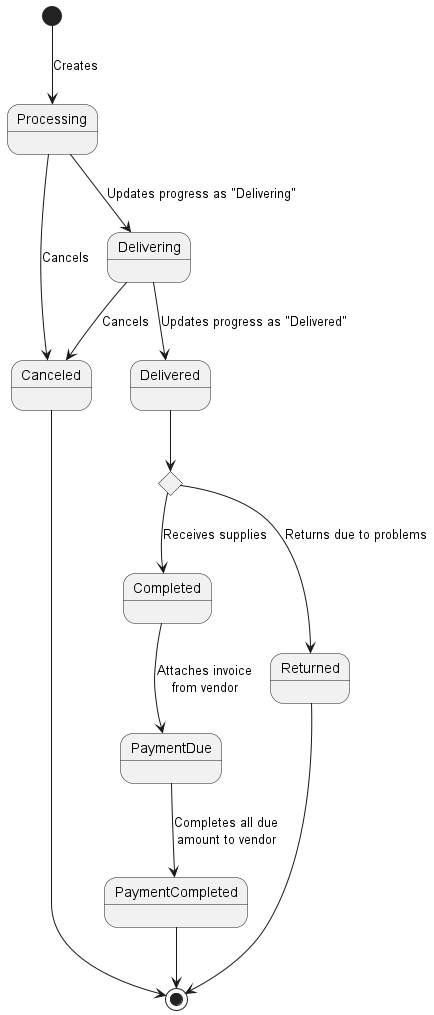 Creates
Processing
Updates progress as "Delivering"
Delivering
Cancels
Cancels
Updates progress as "Delivered"
Canceled
Delivered
Receives supplies
Returns due to problems
Completed
Returned
Attaches invoice
from vendor
PaymentDue
Completes all due
amount to vendor
PaymentCompleted